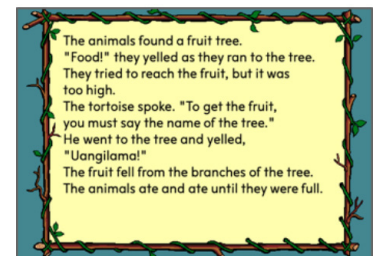 The animals found a fruit tree.
"Food!" they yelled as they ran to the tree.
They tried to reach the fruit, but it was
too high.
The tortoise spoke. "To get the fruit,
you must say the name of the tree."
He went to the tree and yelled,
"Uangilama!"
The fruit fell from the branches of the tree.
The animals ate and ate until they were full.